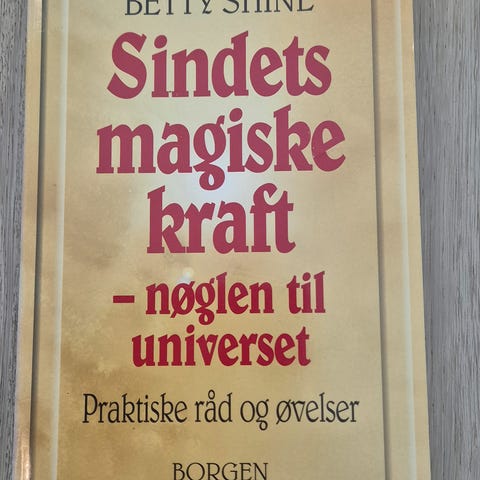 BETTY SHINE
Sindets
magiske
kraft
– nøglen til
universet
Praktiske råd og øvelser
BORGEN